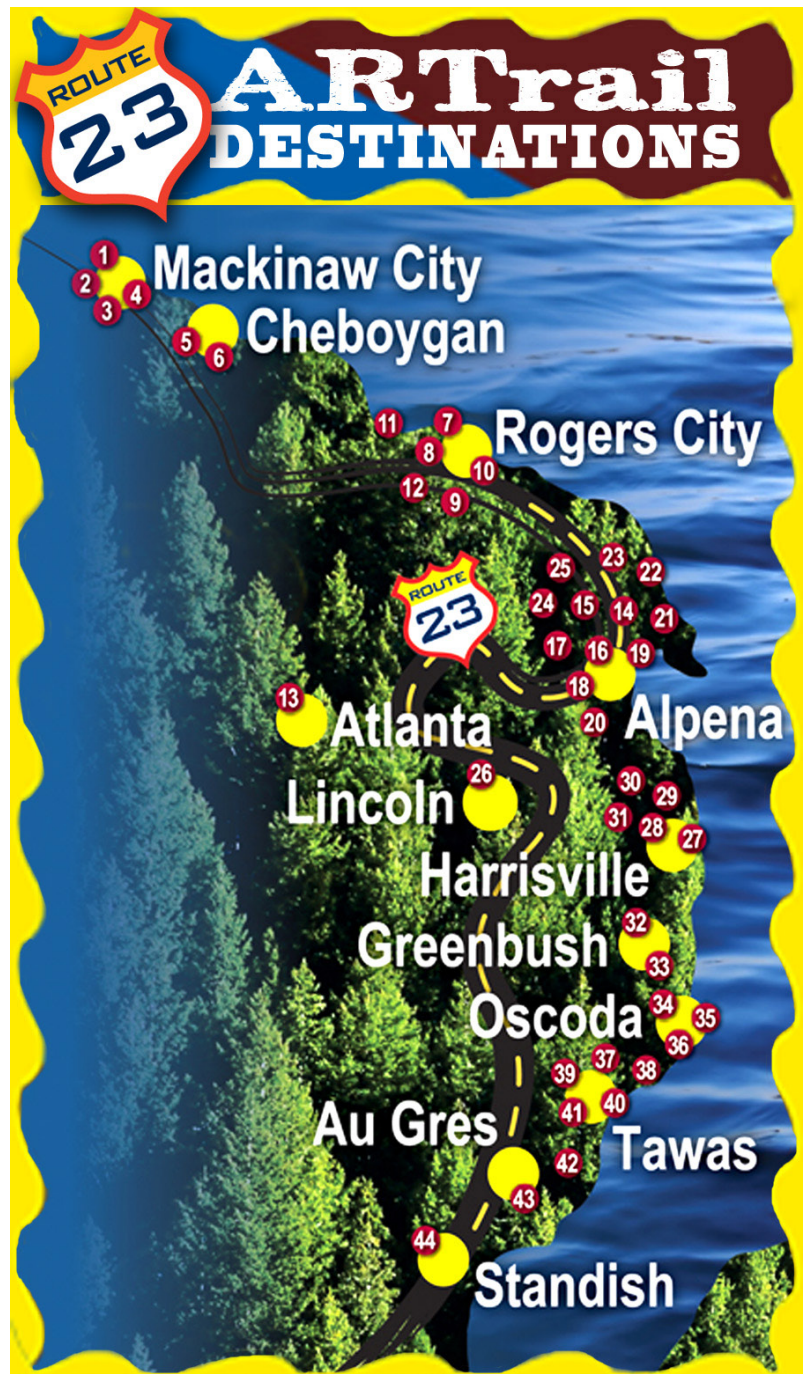 ROUTE
23
ARTrail
DESTINATIONS
1
2
3
4
Mackinaw City
5
6
Cheboygan
11
7
8
Rogers City
10
12
9
25
23
22
24
15
14
21
ROUTE
23
17
16
19
18
13
20
Alpena
Atlanta
26
Lincoln
30
29
31
28
27
Harrisville
32
Greenbush
33
34
35
Oscoda
36
37
39
38
41
40
Au Gres
Tawas
42
43
44
Standish